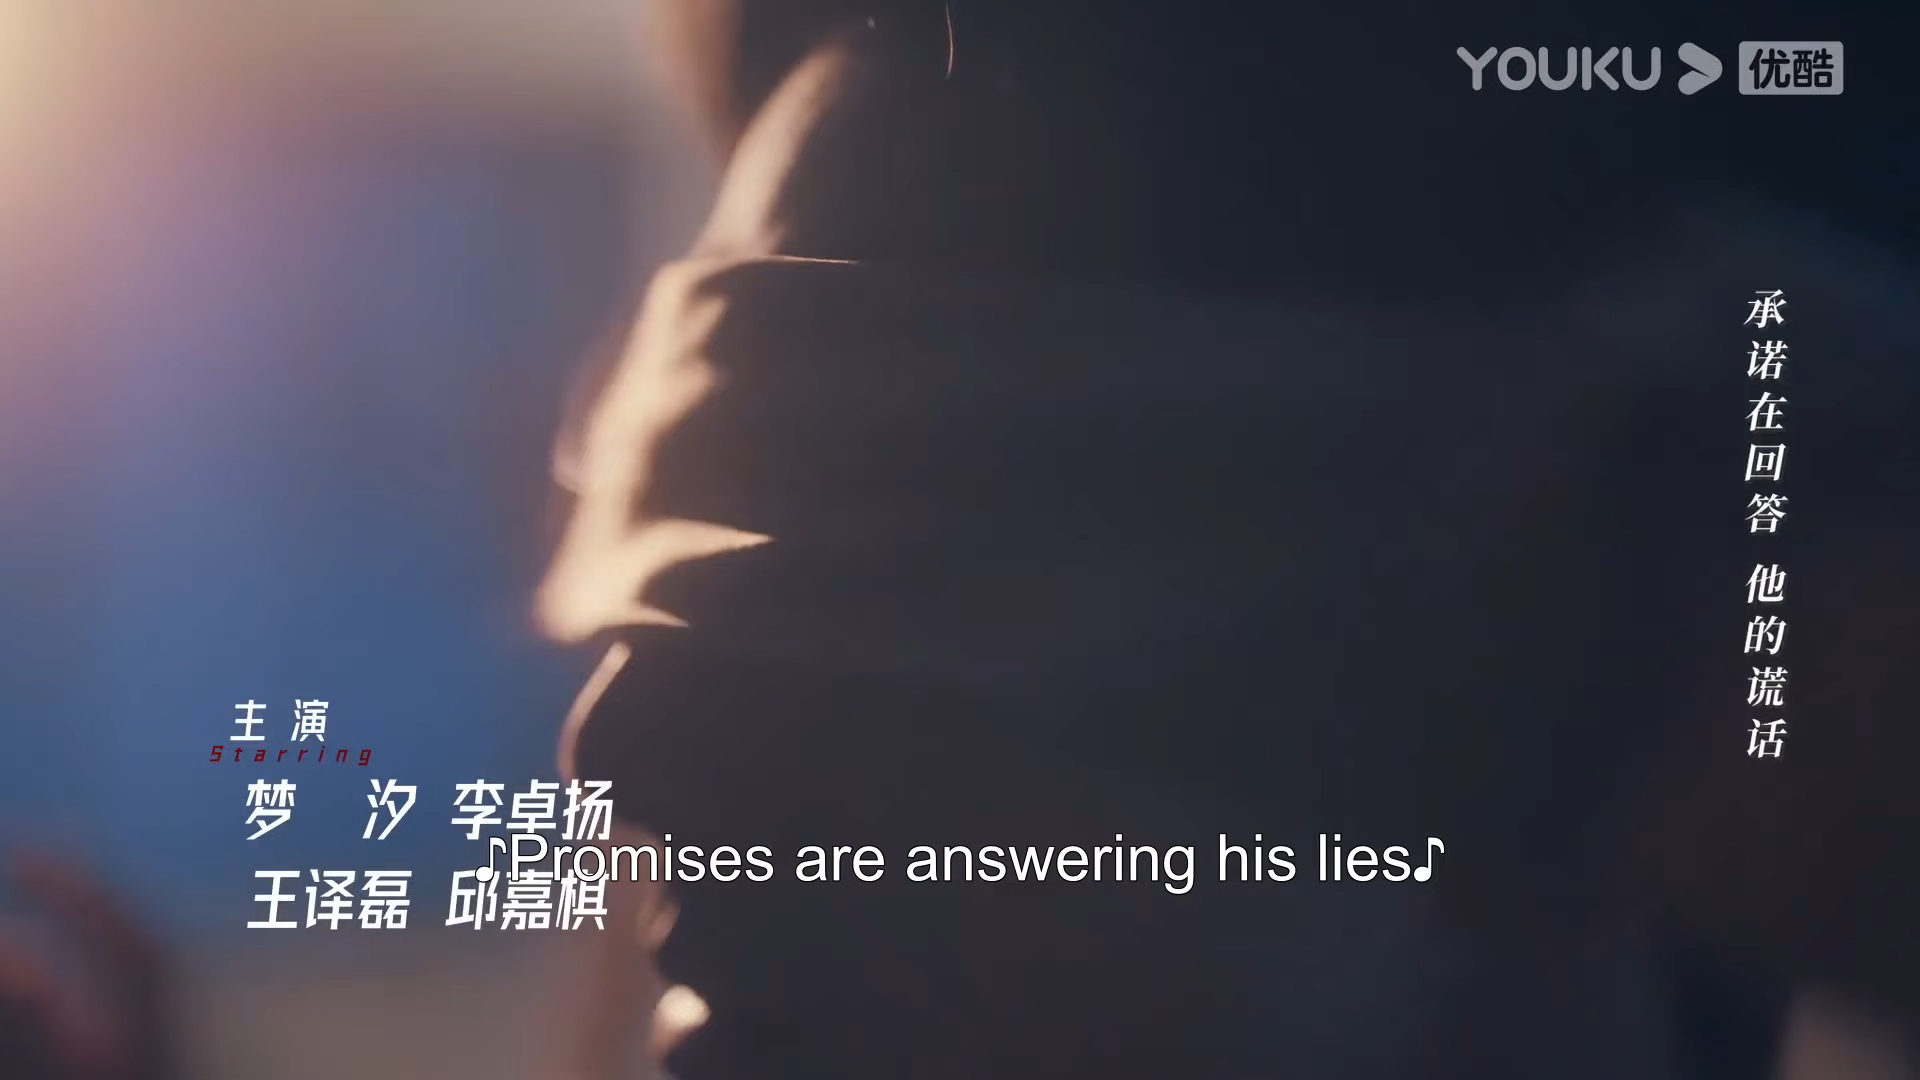 YOUKU 优酷
承诺在回答 他的谎话
主演
Starring
梦汐 李卓扬
♪Promises are answering his lies♪
王译磊 邱嘉棋